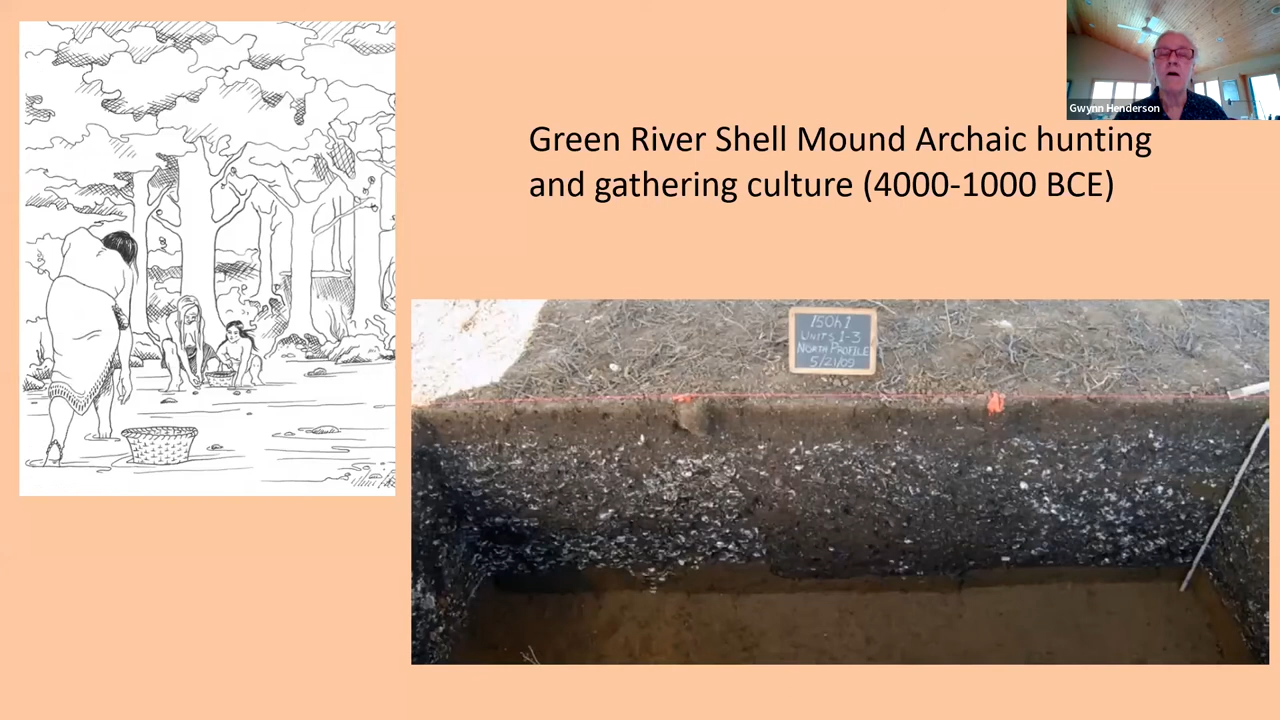 Gwynn Henderson
Green River Shell Mound Archaic hunting
and gathering culture (4000-1000 BCE)
15Oh1
UNITS 1-3
NORTH PROFILE
5/21/09